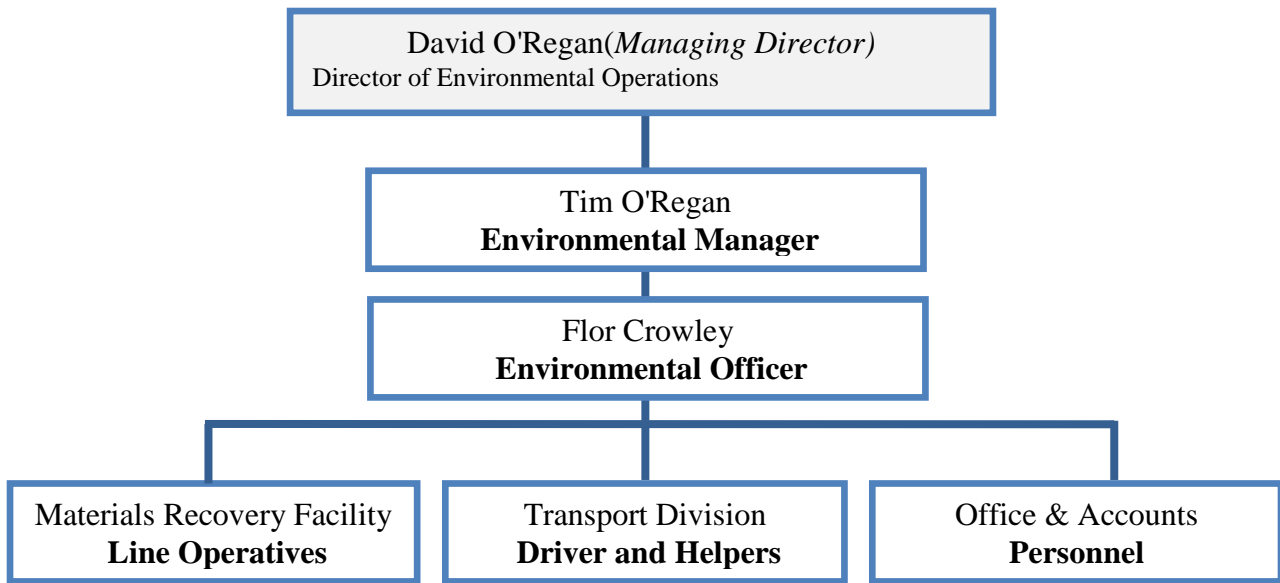 David O'Regan(Managing Director)
Director of Environmental Operations
Tim O'Regan
Environmental Manager
Flor Crowley
Environmental Officer
Materials Recovery Facility
Line Operatives
Transport Division
Driver and Helpers
Office & Accounts
Personnel